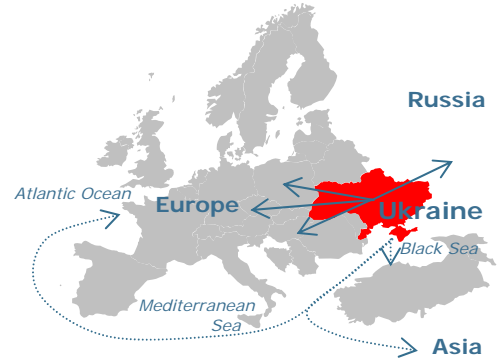 Russia
Atlantic Ocean
Europe
Ukraine
Black Sea
Mediterranean
Sea
Asia